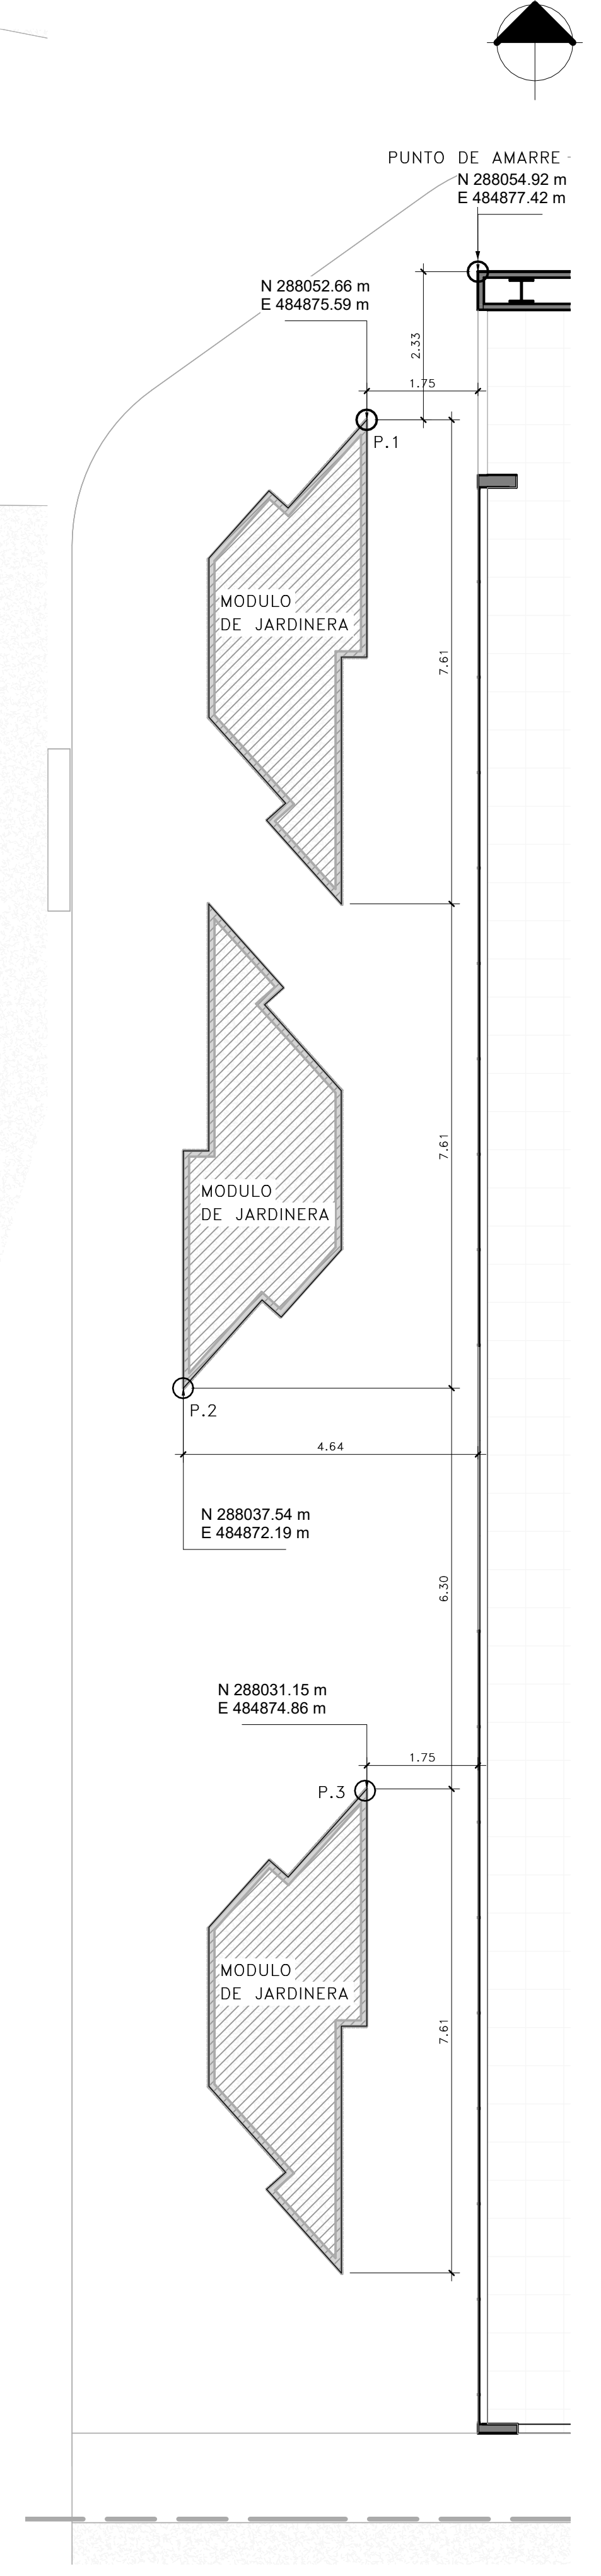 PUNTO DE AMARRE
N 288054.92 m
E 484877.42 m
N 288052.66 m
E 484875.59 m
2.33
1.75
P.1
MODULO
DE JARDINERA
7.61
7.61
MODULO
DE JARDINERA
P.2
4.64
N 288037.54 m
E 484872.19 m
6.30
N 288031.15 m
E 484874.86 m
1.75
P.3
MODULO
DE JARDINERA
7.61